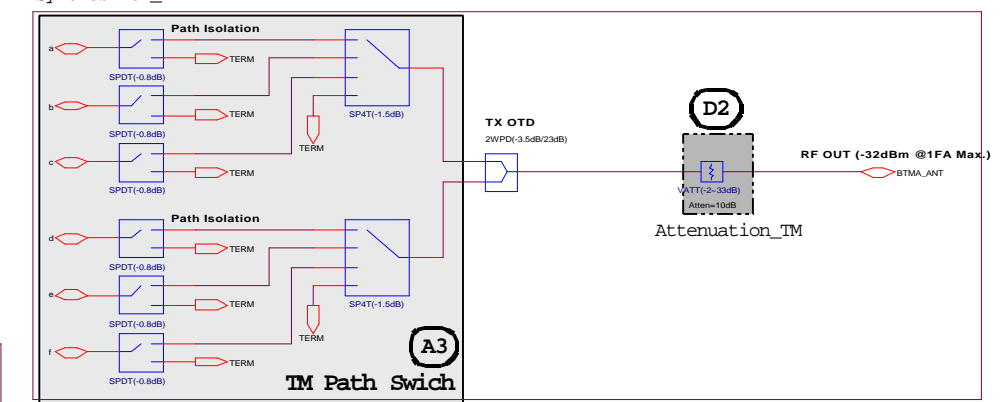 Path Isolation
a
TERM
SPDT(-0.8dB)
b
TERM
SPDT(-0.8dB)
SP4T(-1.5dB)
TERM
c
TERM
SPDT(-0.8dB)
Path Isolation
d
TERM
SPDT(-0.8dB)
e
TERM
SPDT(-0.8dB)
SP4T(-1.5dB)
TERM
f
TERM
SPDT(-0.8dB)
A3
TM Path Swich
TX OTD
2WPD(-3.5dB/23dB)
D2
VATT(-2~33dB)
Atten=10dB
Attenuation_TM
RF OUT (-32dBm @1FA Max.)
BTMA_ANT